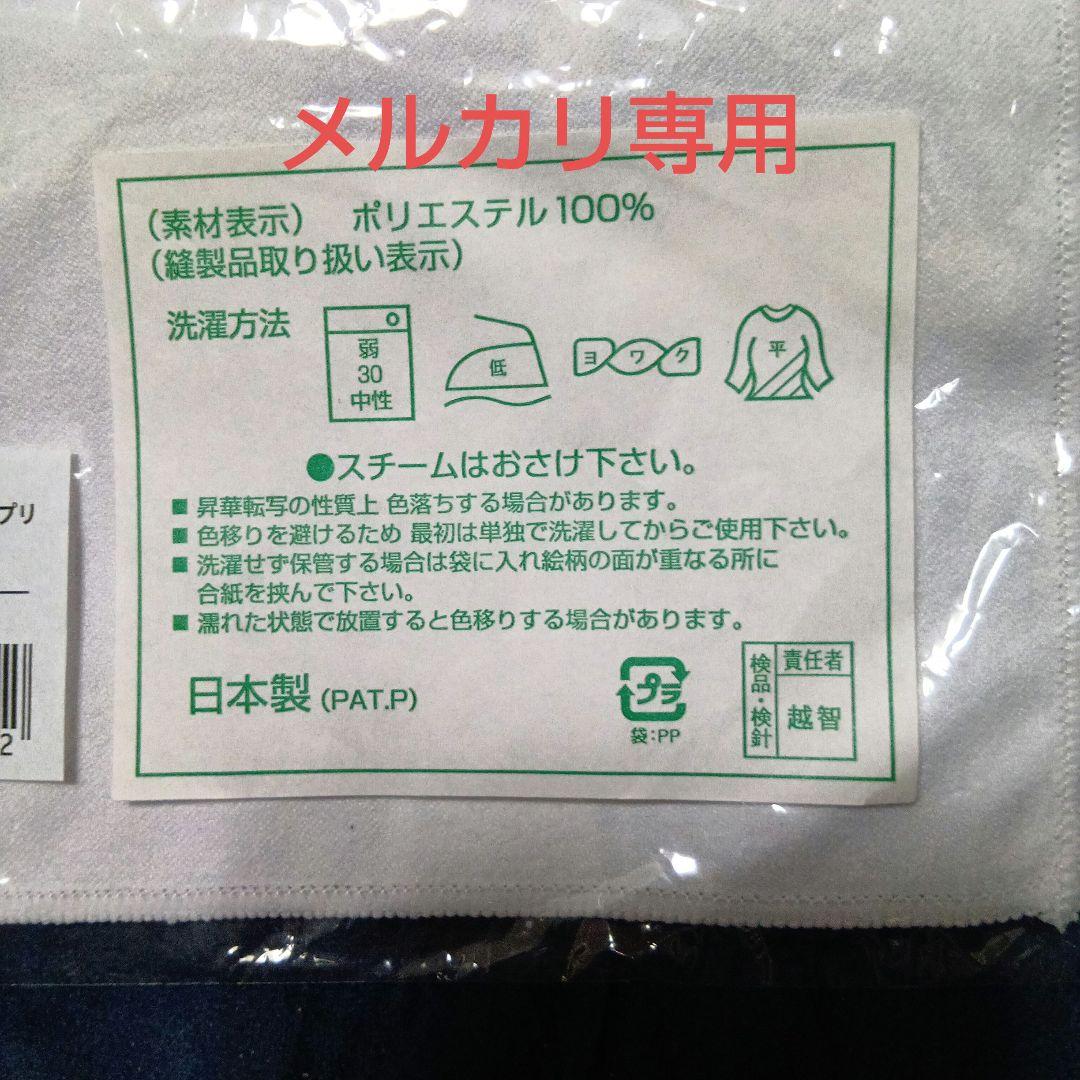 メルカリ専用
（素材表示）　ポリエステル100%
（縫製品取り扱い表示）
洗濯方法
弱
30
中性
低
ヨワク
平
●スチームはおさけ下さい。
■ 昇華転写の性質上 色落ちする場合があります。
■ 色移りを避けるため 最初は単独で洗濯してからご使用下さい。
■ 洗濯せず保管する場合は袋に入れ絵柄の面が重なる所に
合紙を挟んで下さい。
■ 濡れた状態で放置すると色移りする場合があります。
プリ
2
日本製 (PAT.P)
プラ
袋:PP
検品・検針
責任者
越智